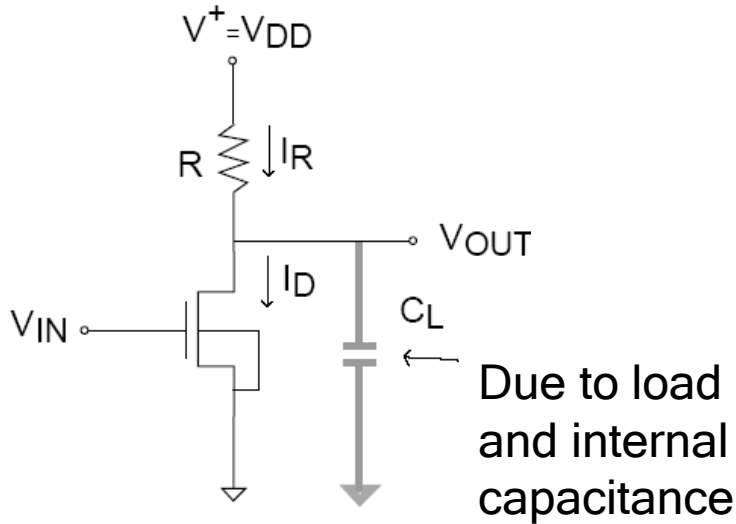 V+=VDD
R
IR
VOUT
ID
VIN
CL
Due to load
and internal
capacitance